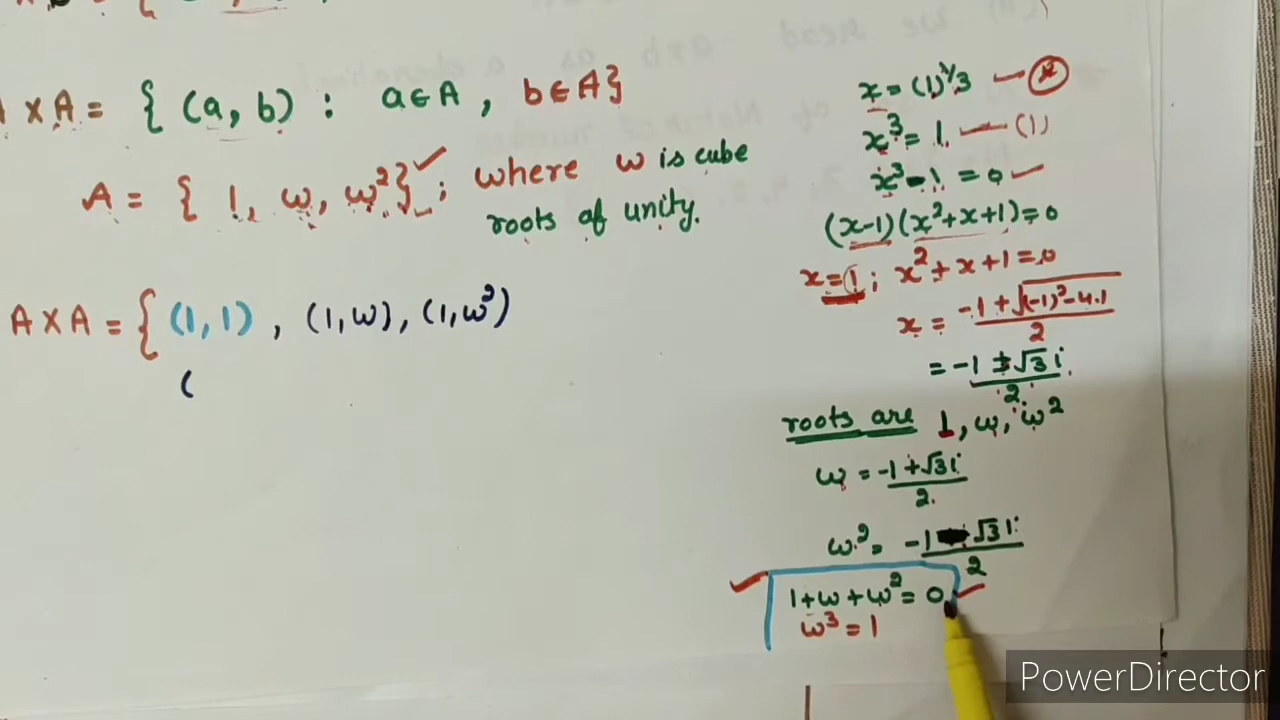 A X A = { (a, b) : a ∈ A , b ∈ A}
A = { 1, ω, ω²} ; where ω is cube
roots of unity.
A X A = { (1, 1) , (1, ω), (1, ω²)
(
x = (1)^1/3 — *
x³ = 1 — (1)
x³ - 1 = 0
(x-1)(x²+x+1)=0
x=1 ; x²+x+1=0
x = -1 ± √(-1)²-4.1 / 2
= -1 ± √3 i / 2
roots are 1, ω, ω²
ω = -1 + √3 i / 2
ω² = -1 - √3 i / 2
1+ω+ω² = 0
ω³ = 1
PowerDirector